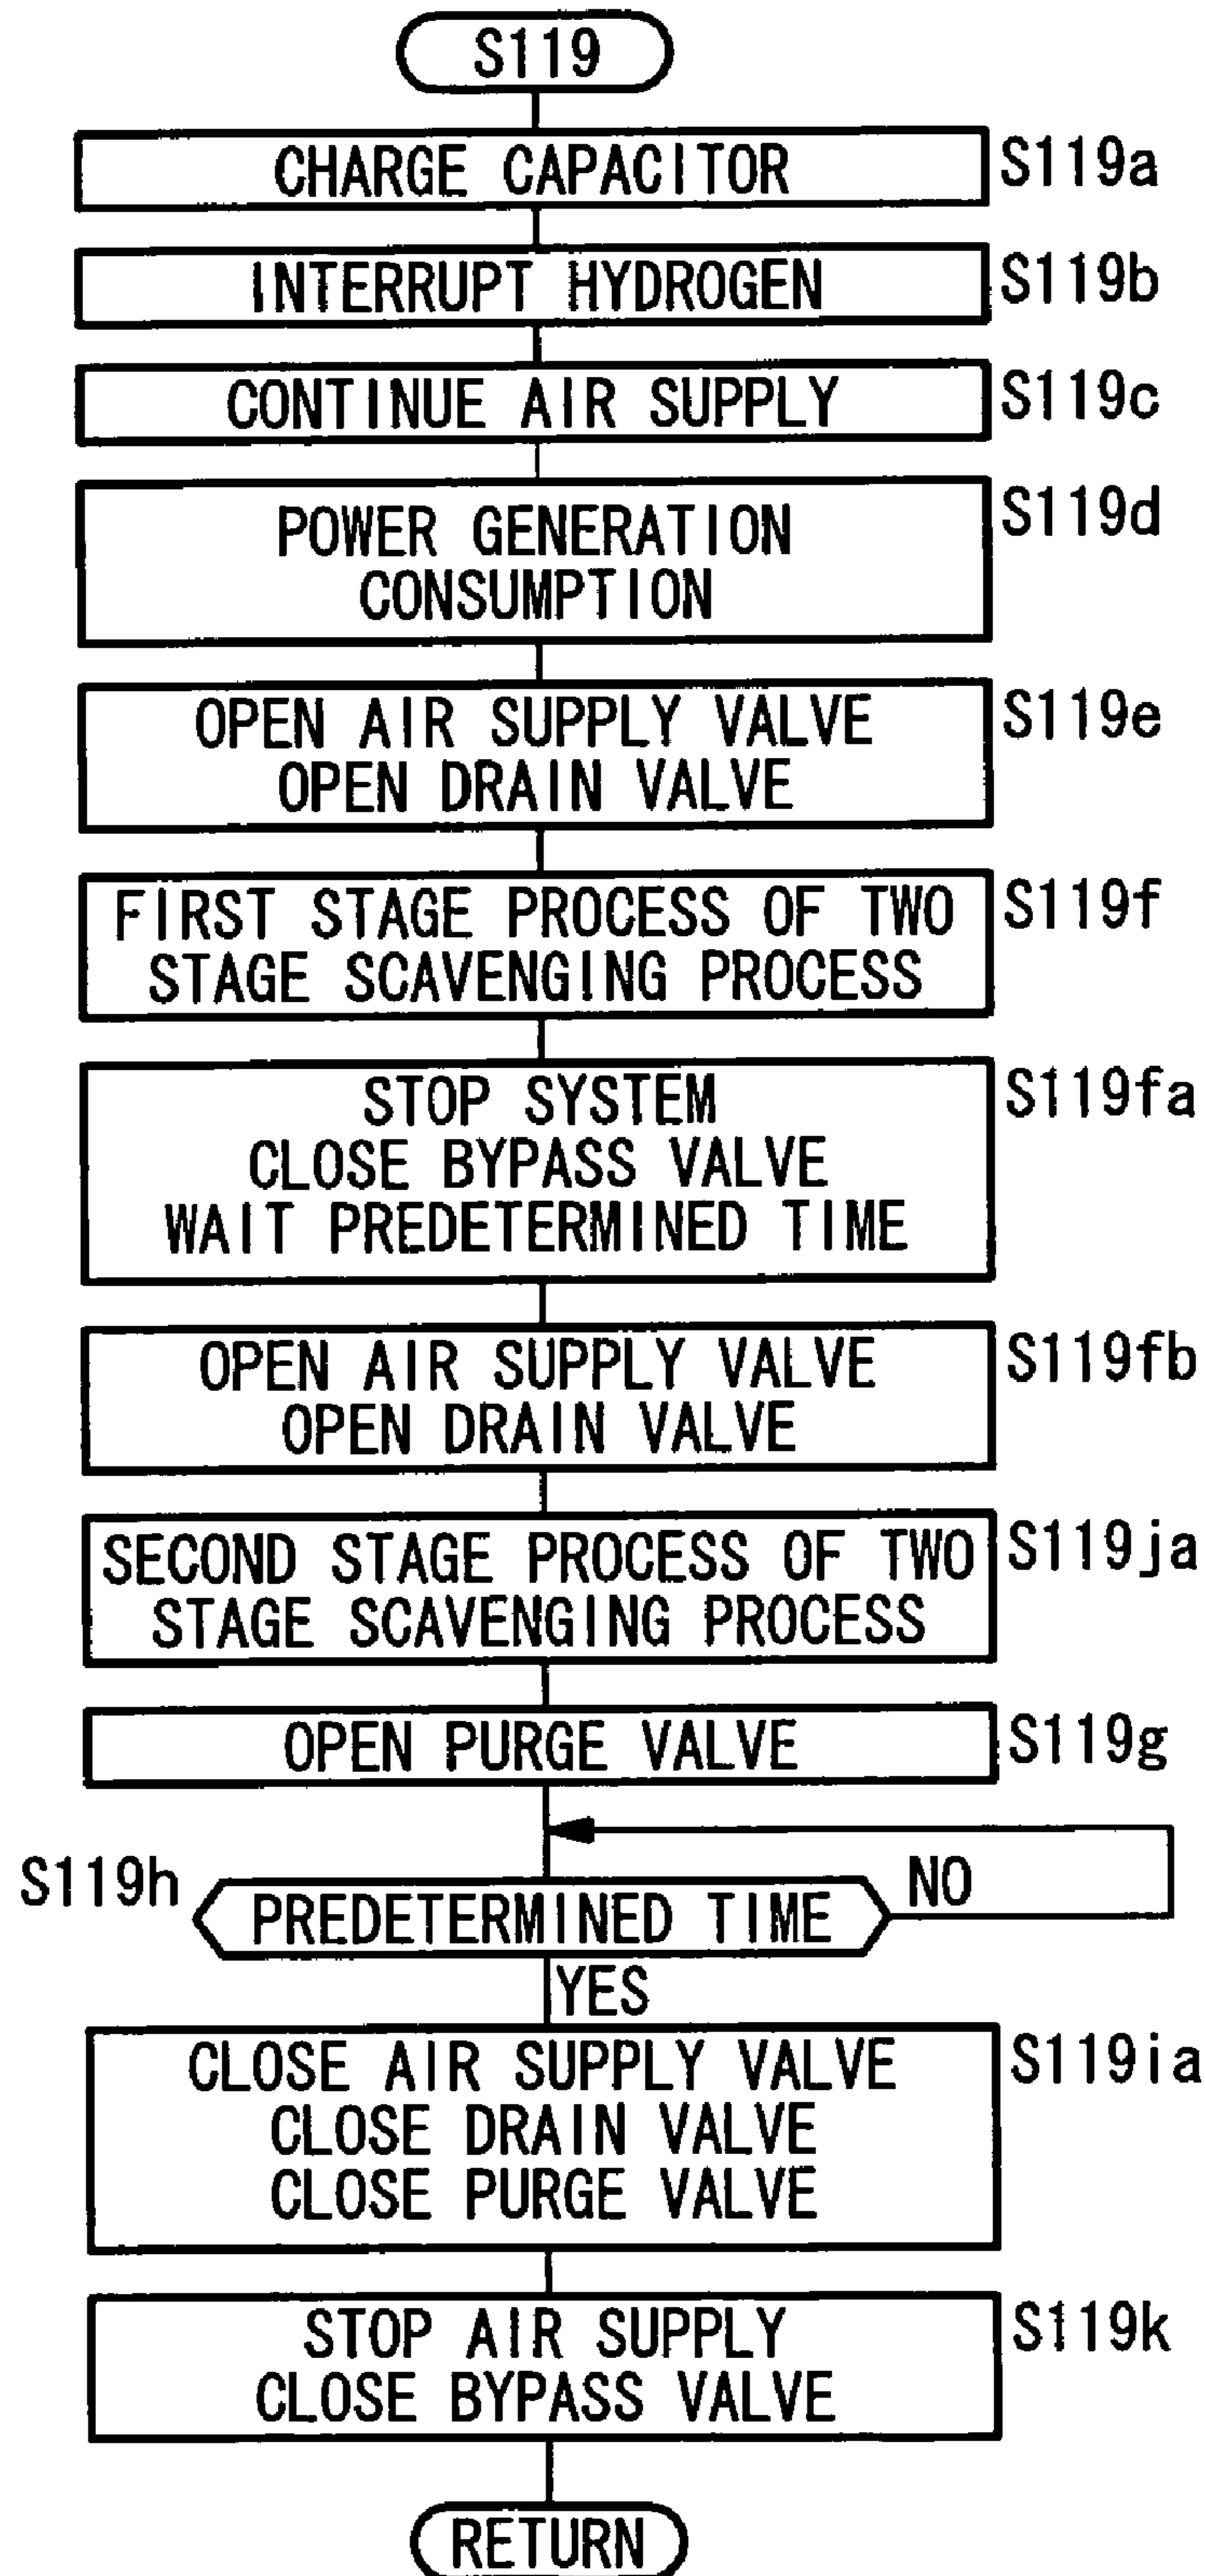 S119
CHARGE CAPACITOR
S119a
INTERRUPT HYDROGEN
S119b
CONTINUE AIR SUPPLY
S119c
POWER GENERATION
CONSUMPTION
S119d
OPEN AIR SUPPLY VALVE
OPEN DRAIN VALVE
S119e
FIRST STAGE PROCESS OF TWO
STAGE SCAVENGING PROCESS
S119f
STOP SYSTEM
CLOSE BYPASS VALVE
WAIT PREDETERMINED TIME
S119fa
OPEN AIR SUPPLY VALVE
OPEN DRAIN VALVE
S119fb
SECOND STAGE PROCESS OF TWO
STAGE SCAVENGING PROCESS
S119ja
OPEN PURGE VALVE
S119g
S119h
PREDETERMINED TIME
NO
YES
CLOSE AIR SUPPLY VALVE
CLOSE DRAIN VALVE
CLOSE PURGE VALVE
S119ia
STOP AIR SUPPLY
CLOSE BYPASS VALVE
S119k
RETURN